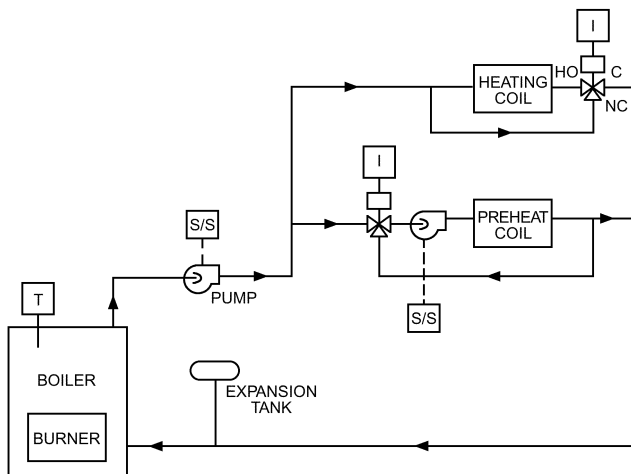 I
HEATING
COIL
HO
C
NC
I
S/S
PREHEAT
COIL
T
PUMP
S/S
BOILER
EXPANSION
TANK
BURNER